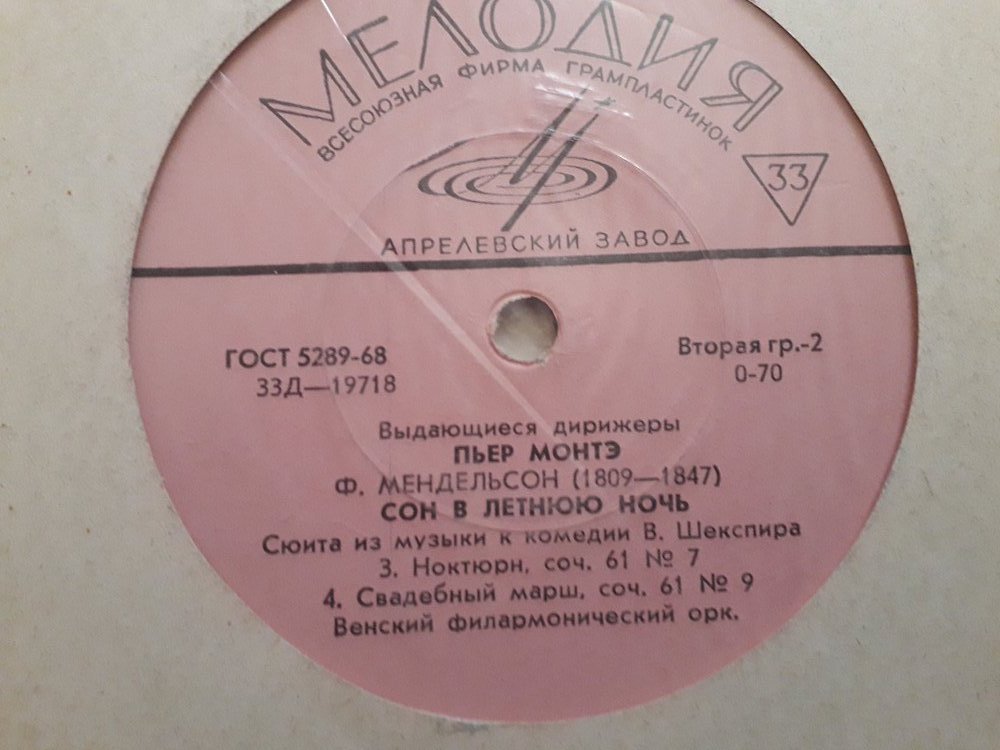 МЕЛОДИЯ
ВСЕСОЮЗНАЯ ФИРМА ГРАМПЛАСТИНОК
33
АПРЕЛЕВСКИЙ ЗАВОД
ГОСТ 5289-68
33Д—19718
Вторая гр.-2
0-70
Выдающиеся дирижеры
ПЬЕР МОНТЭ
Ф. МЕНДЕЛЬСОН (1809—1847)
СОН В ЛЕТНЮЮ НОЧЬ
Сюита из музыки к комедии В. Шекспира
3. Ноктюрн, соч. 61 № 7
4. Свадебный марш, соч. 61 № 9
Венский филармонический орк.